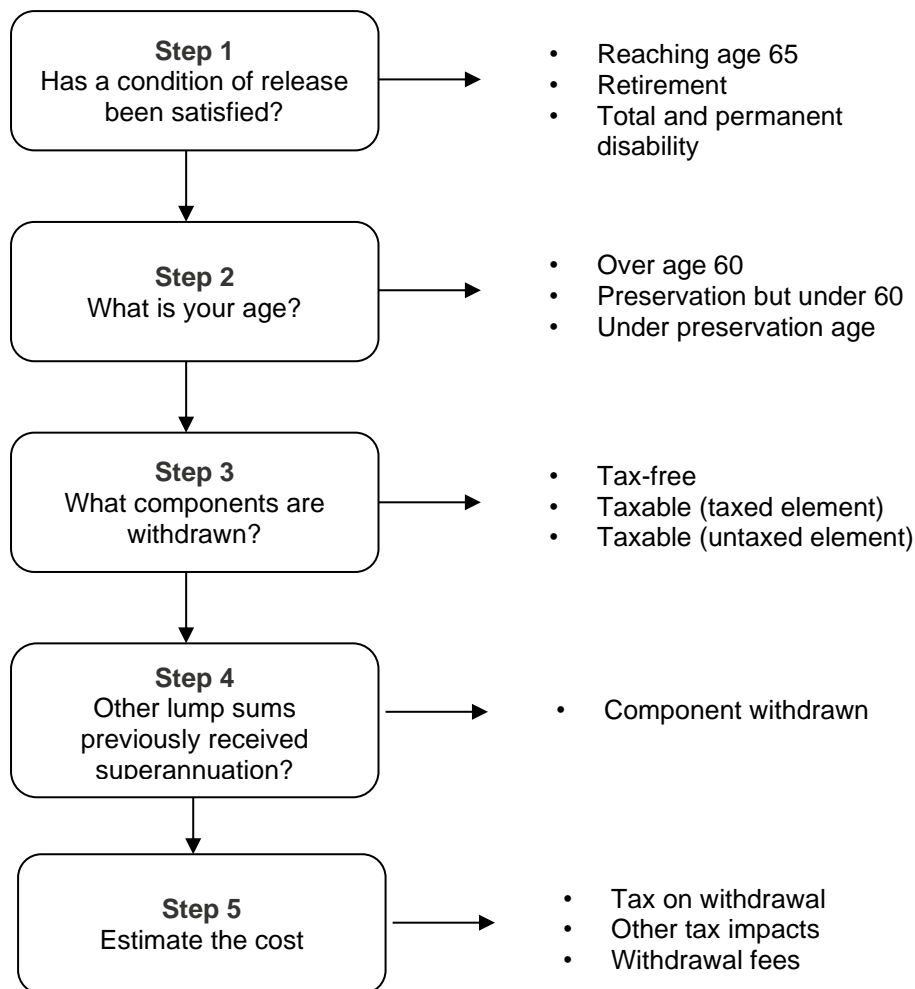 Step 1
Has a condition of release
been satisfied?
• Reaching age 65
• Retirement
• Total and permanent
disability
Step 2
What is your age?
• Over age 60
• Preservation but under 60
• Under preservation age
Step 3
What components are
withdrawn?
• Tax-free
• Taxable (taxed element)
• Taxable (untaxed element)
Step 4
Other lump sums
previously received
superannuation?
• Component withdrawn
Step 5
Estimate the cost
• Tax on withdrawal
• Other tax impacts
• Withdrawal fees